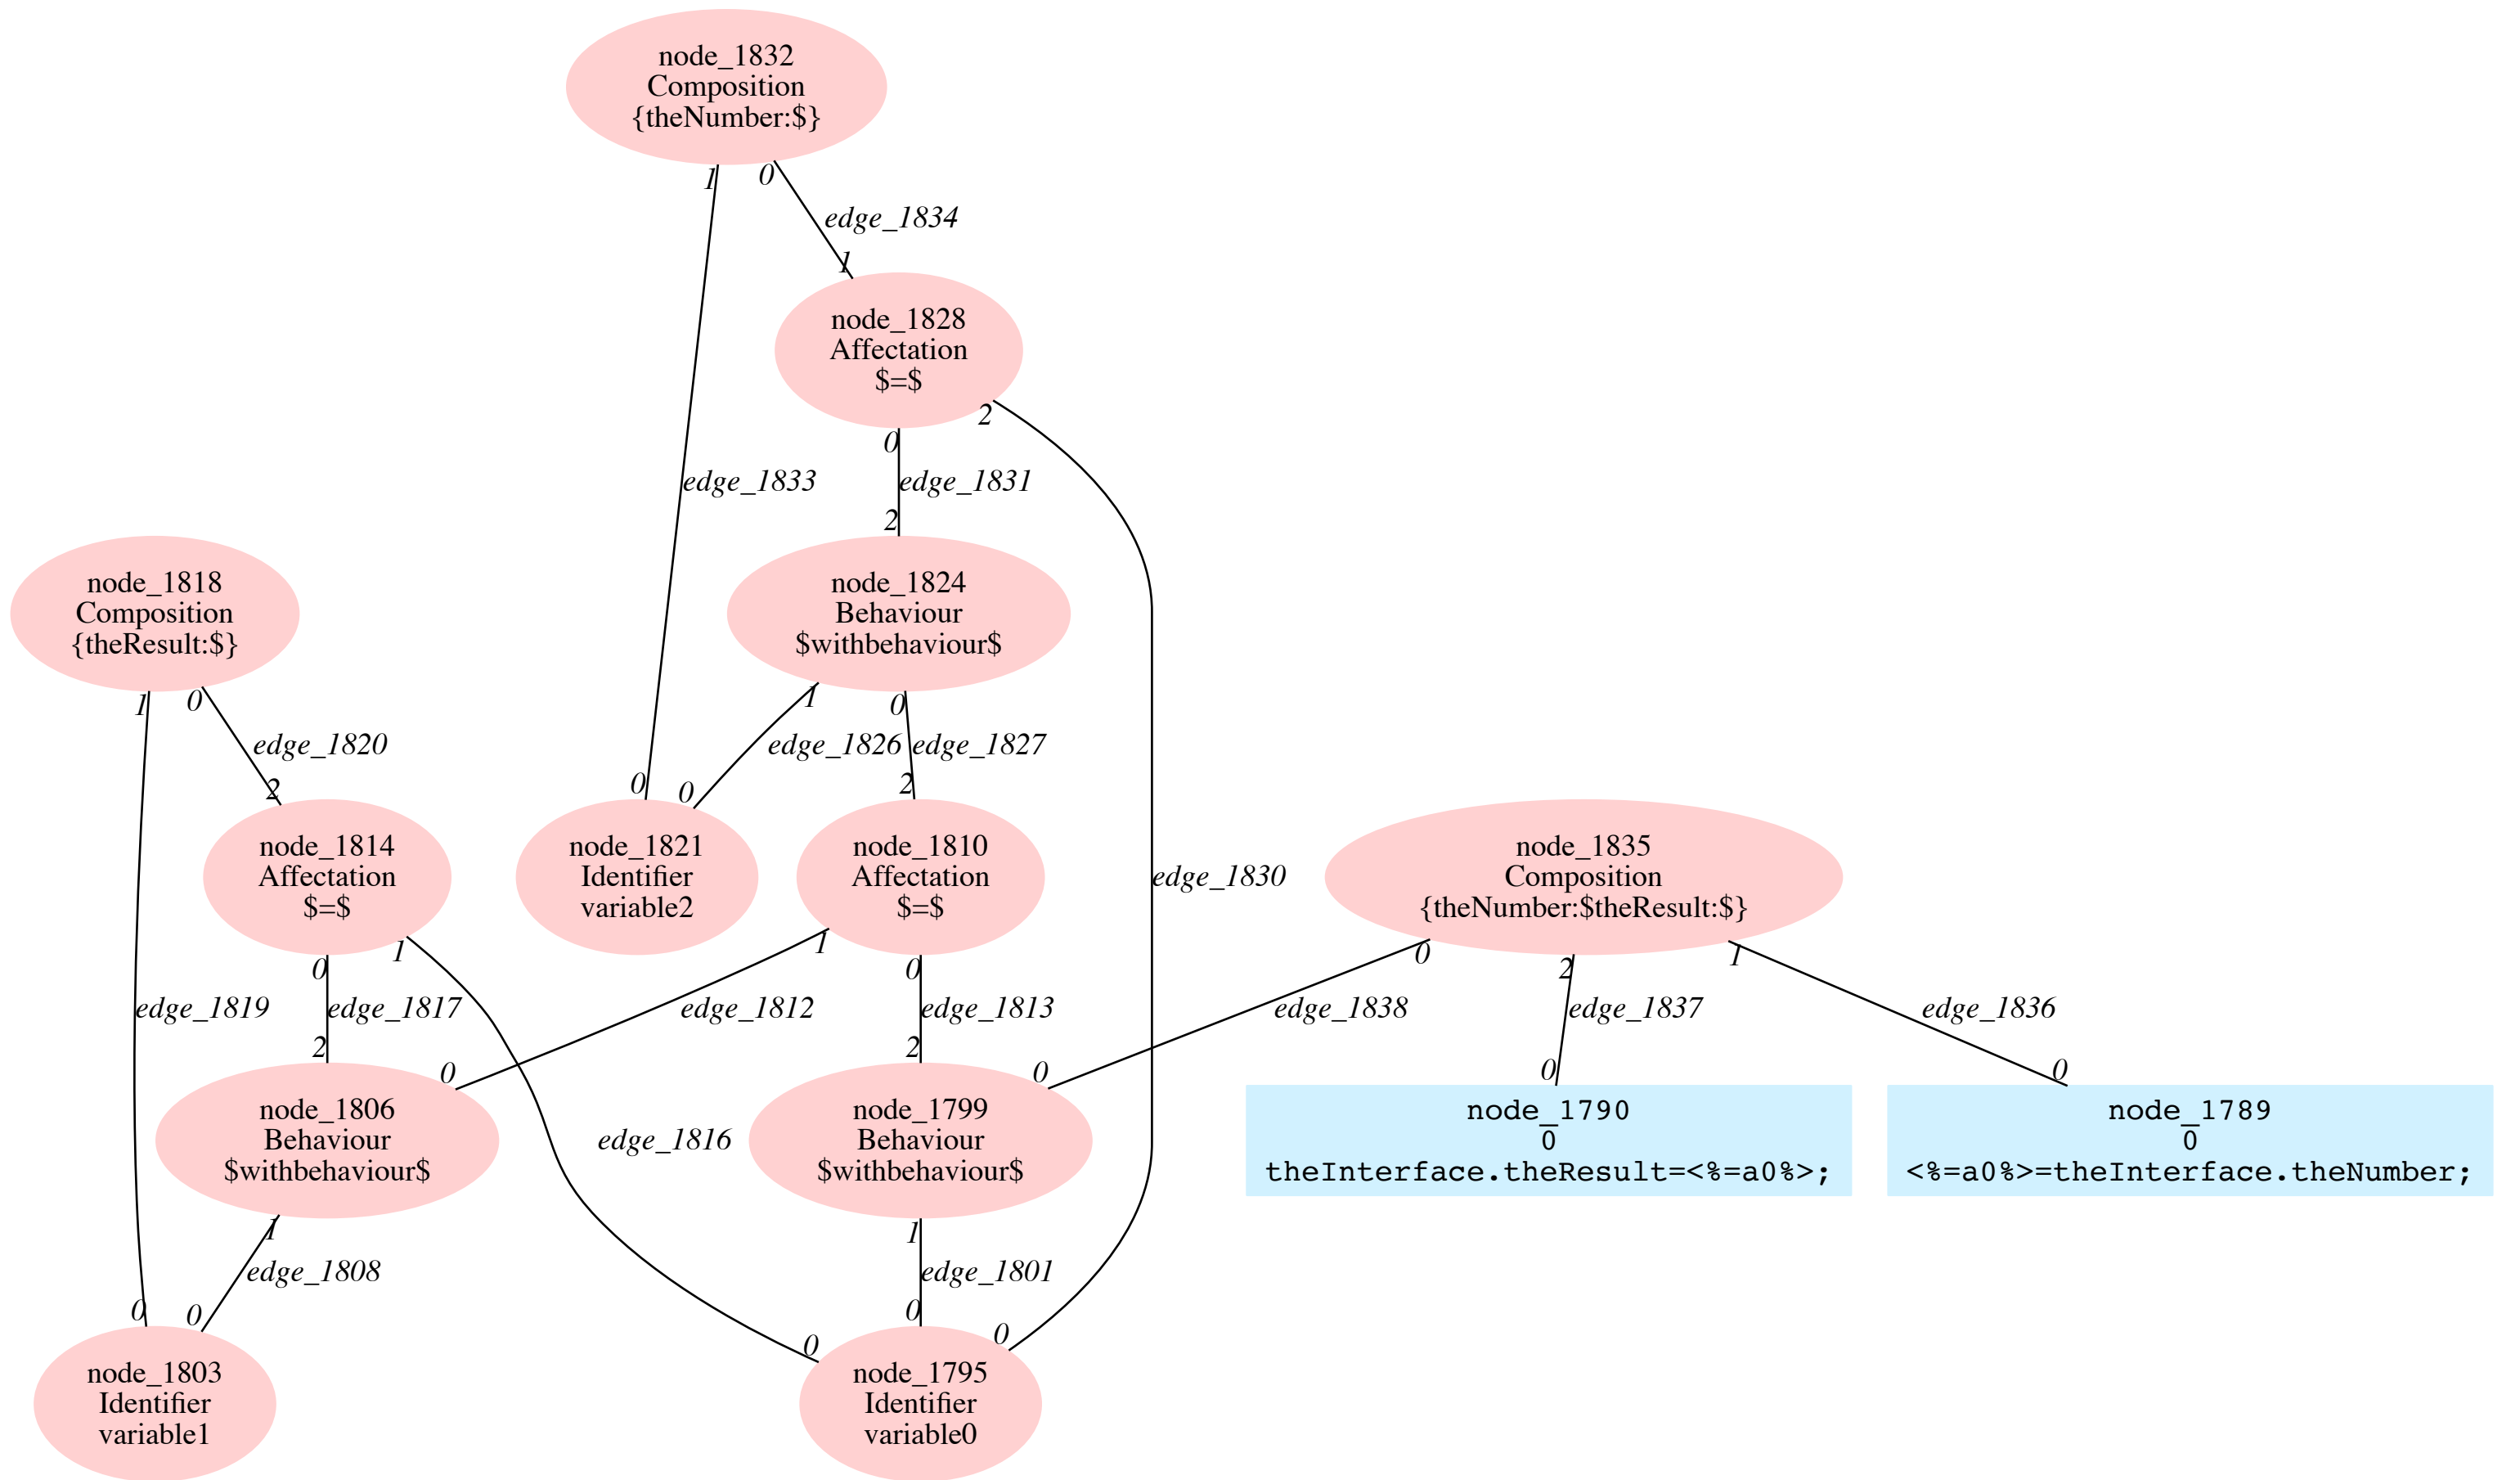 node_1832
Composition
{theNumber:$}
1
0
edge_1834
1
node_1828
Affectation
$=$
0
2
edge_1833
edge_1831
2
node_1818
Composition
{theResult:$}
node_1824
Behaviour
$withbehaviour$
1
0
1
0
edge_1820
edge_1826
edge_1827
2
0
0
2
node_1814
Affectation
$=$
node_1821
Identifier
variable2
node_1810
Affectation
$=$
edge_1830
node_1835
Composition
{theNumber:$theResult:$}
0
1
1
0
0
2
1
edge_1819
edge_1817
edge_1812
edge_1813
edge_1838
edge_1837
edge_1836
2
0
2
0
0
0
node_1806
Behaviour
$withbehaviour$
edge_1816
node_1799
Behaviour
$withbehaviour$
node_1790
0
theInterface.theResult=<%=a0%>;
node_1789
0
<%=a0%>=theInterface.theNumber;
1
1
edge_1808
edge_1801
0
0
0
0
0
node_1803
Identifier
variable1
node_1795
Identifier
variable0